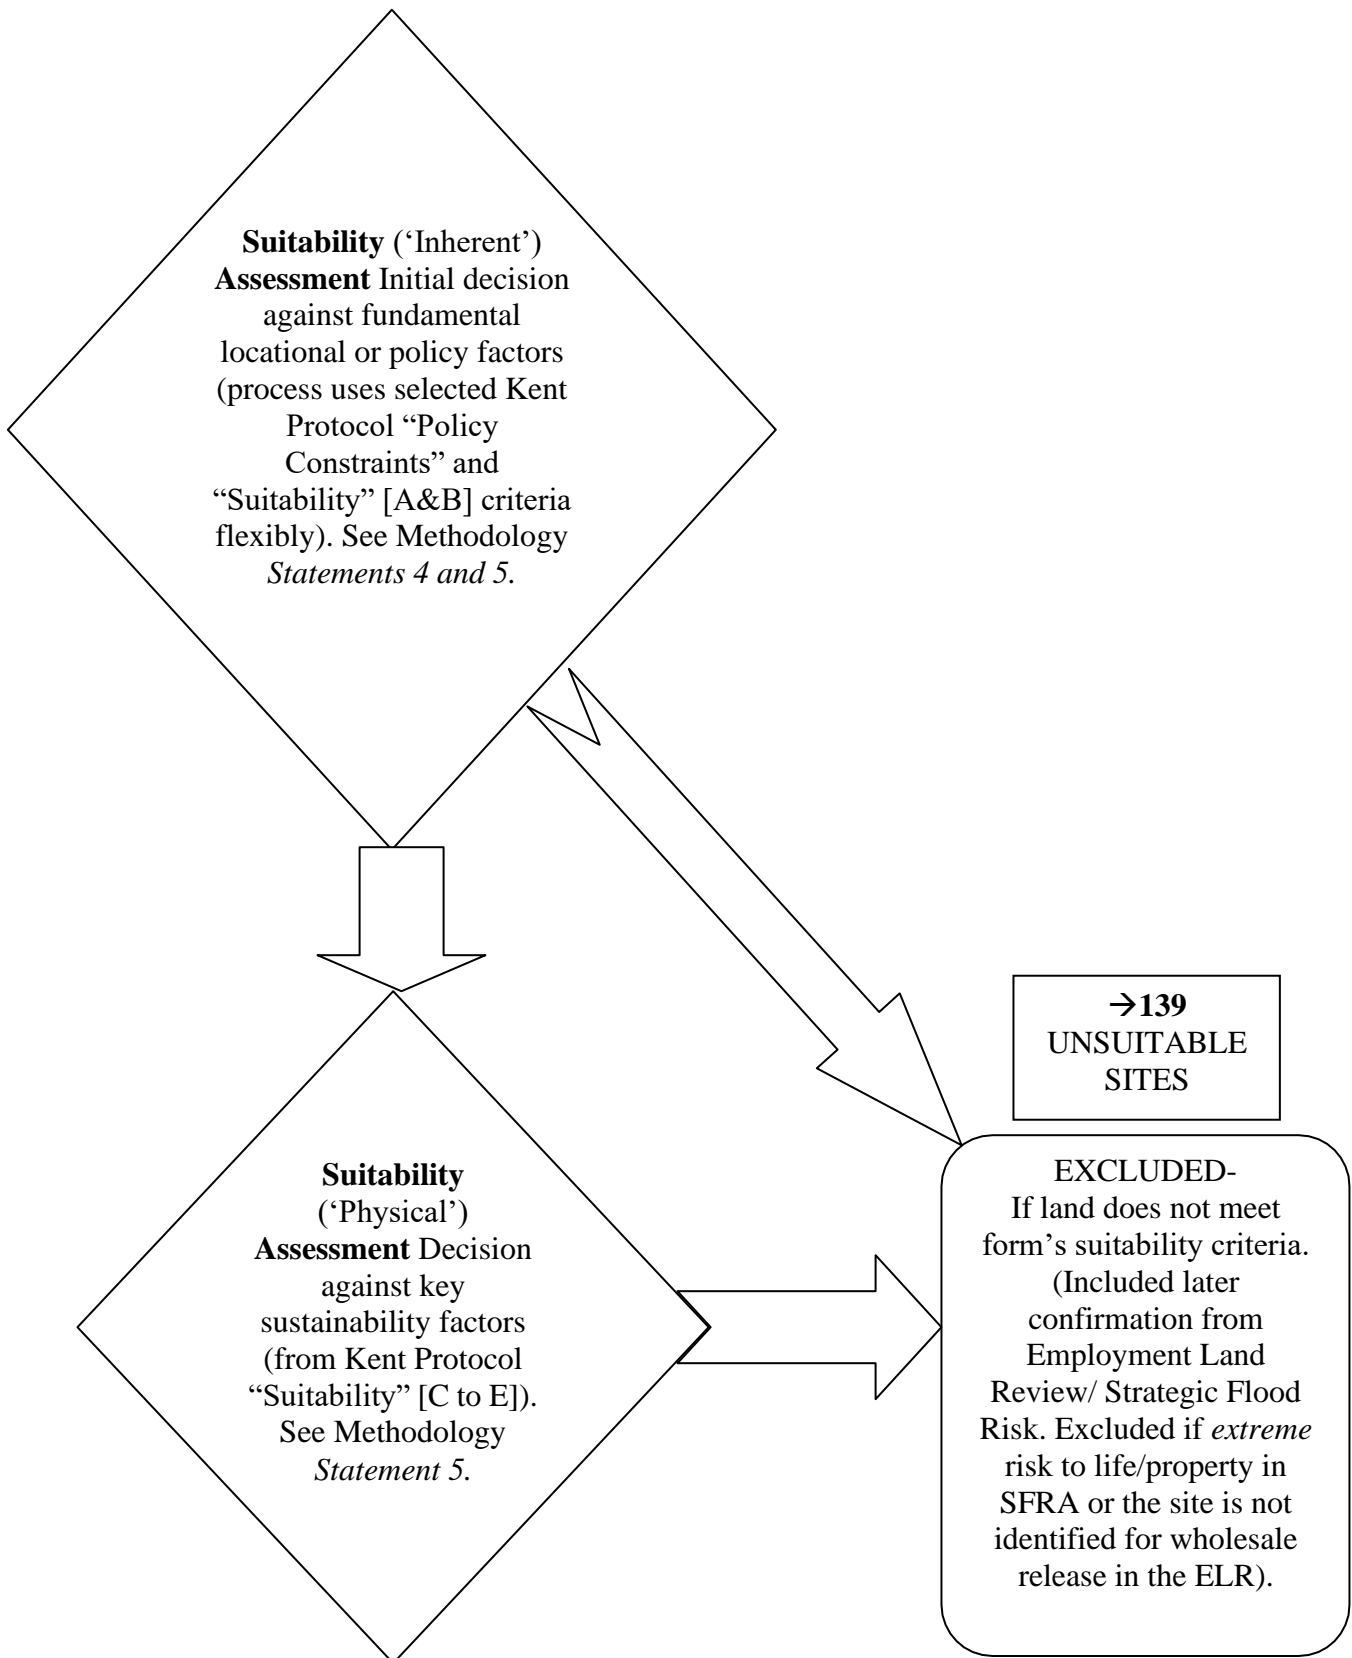 Suitability (‘Inherent’)
Assessment Initial decision
against fundamental
locational or policy factors
(process uses selected Kent
Protocol “Policy
Constraints” and
“Suitability” [A&B] criteria
flexibly). See Methodology
Statements 4 and 5.
→139
UNSUITABLE
SITES
Suitability
(‘Physical’)
Assessment Decision
against key
sustainability factors
(from Kent Protocol
“Suitability” [C to E]).
See Methodology
Statement 5.
EXCLUDED-
If land does not meet
form’s suitability criteria.
(Included later
confirmation from
Employment Land
Review/ Strategic Flood
Risk. Excluded if extreme
risk to life/property in
SFRA or the site is not
identified for wholesale
release in the ELR).